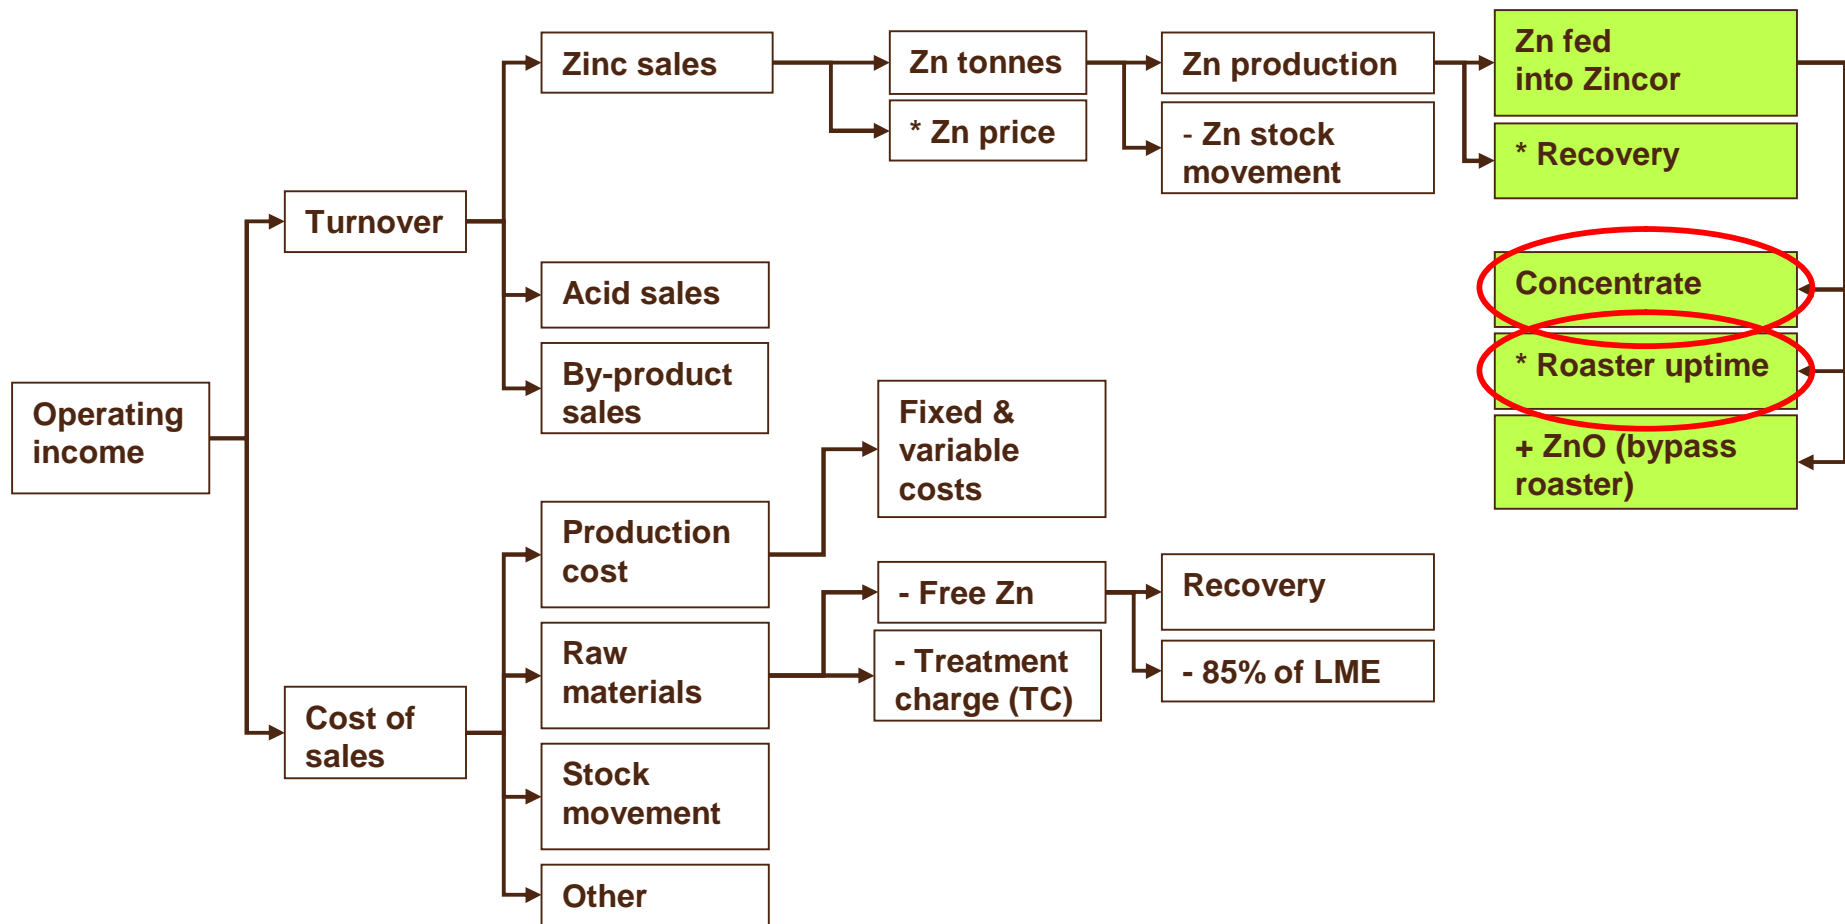 Operating
income
Turnover
Cost of
sales
Zinc sales
Acid sales
By-product
sales
Production
cost
Raw
materials
Stock
movement
Other
Zn tonnes
* Zn price
Fixed &
variable
costs
- Free Zn
- Treatment
charge (TC)
Zn production
- Zn stock
movement
Recovery
- 85% of LME
Zn fed
into Zincor
* Recovery
Concentrate
* Roaster uptime
+ ZnO (bypass
roaster)